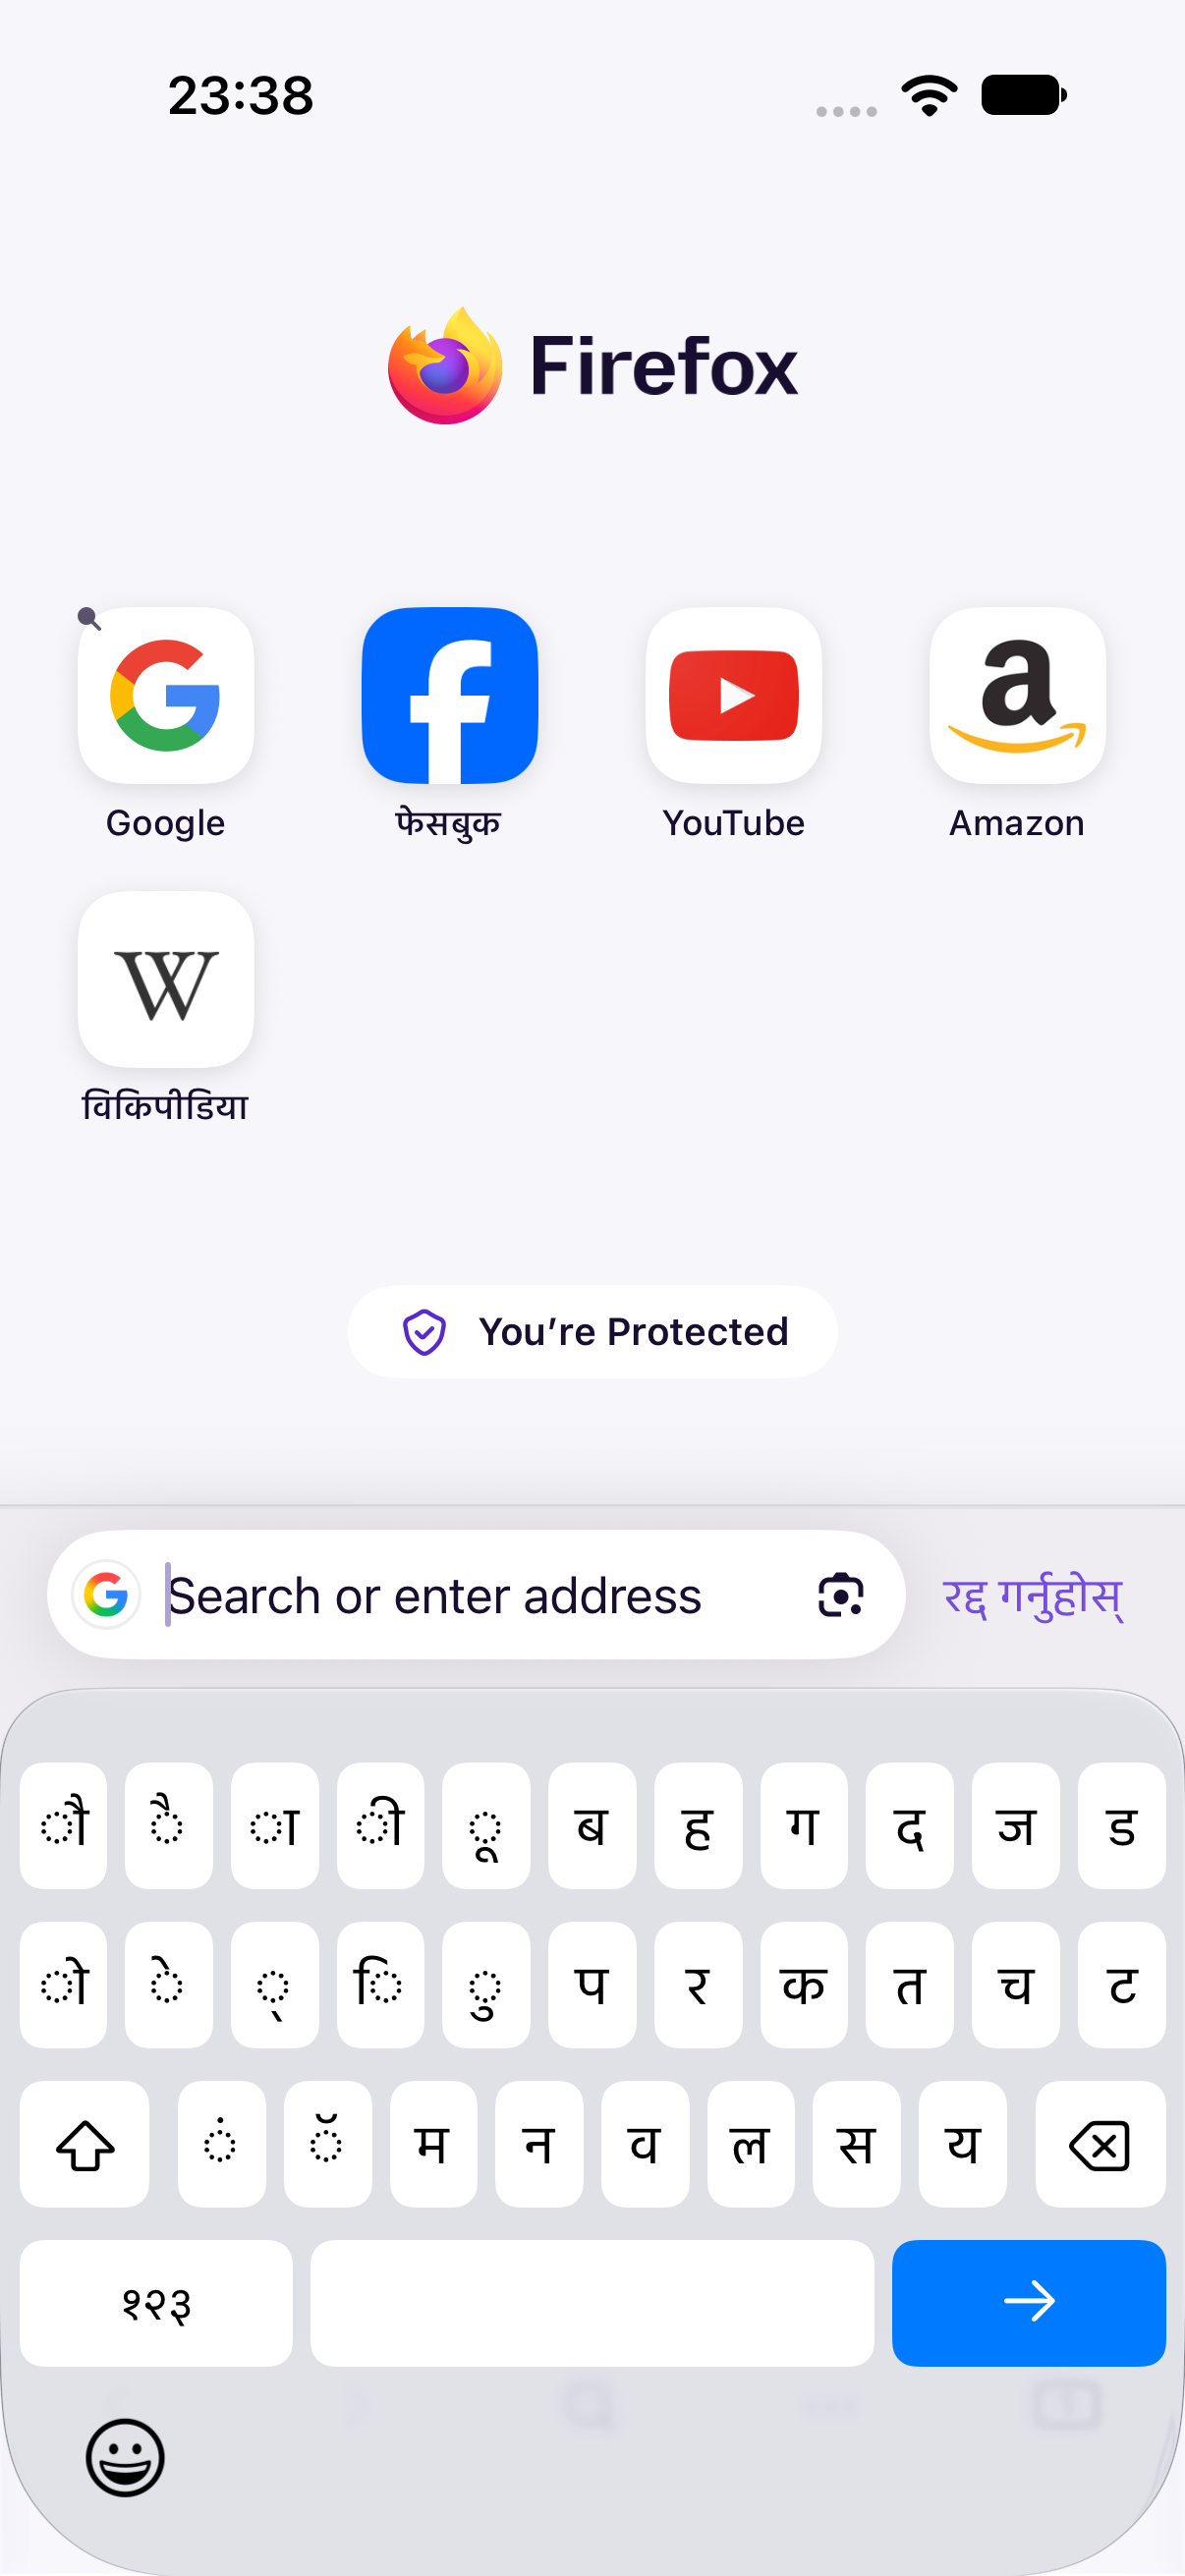 23:38
Firefox
Google
फेसबुक
YouTube
Amazon
विकिपीडिया
You’re Protected
Search or enter address
रद्द गर्नुहोस्
ौ ै ा ी ू ब ह ग द ज ड
ो े ् ि ु प र क त च ट
ं ॅ म न व ल स य
१२३